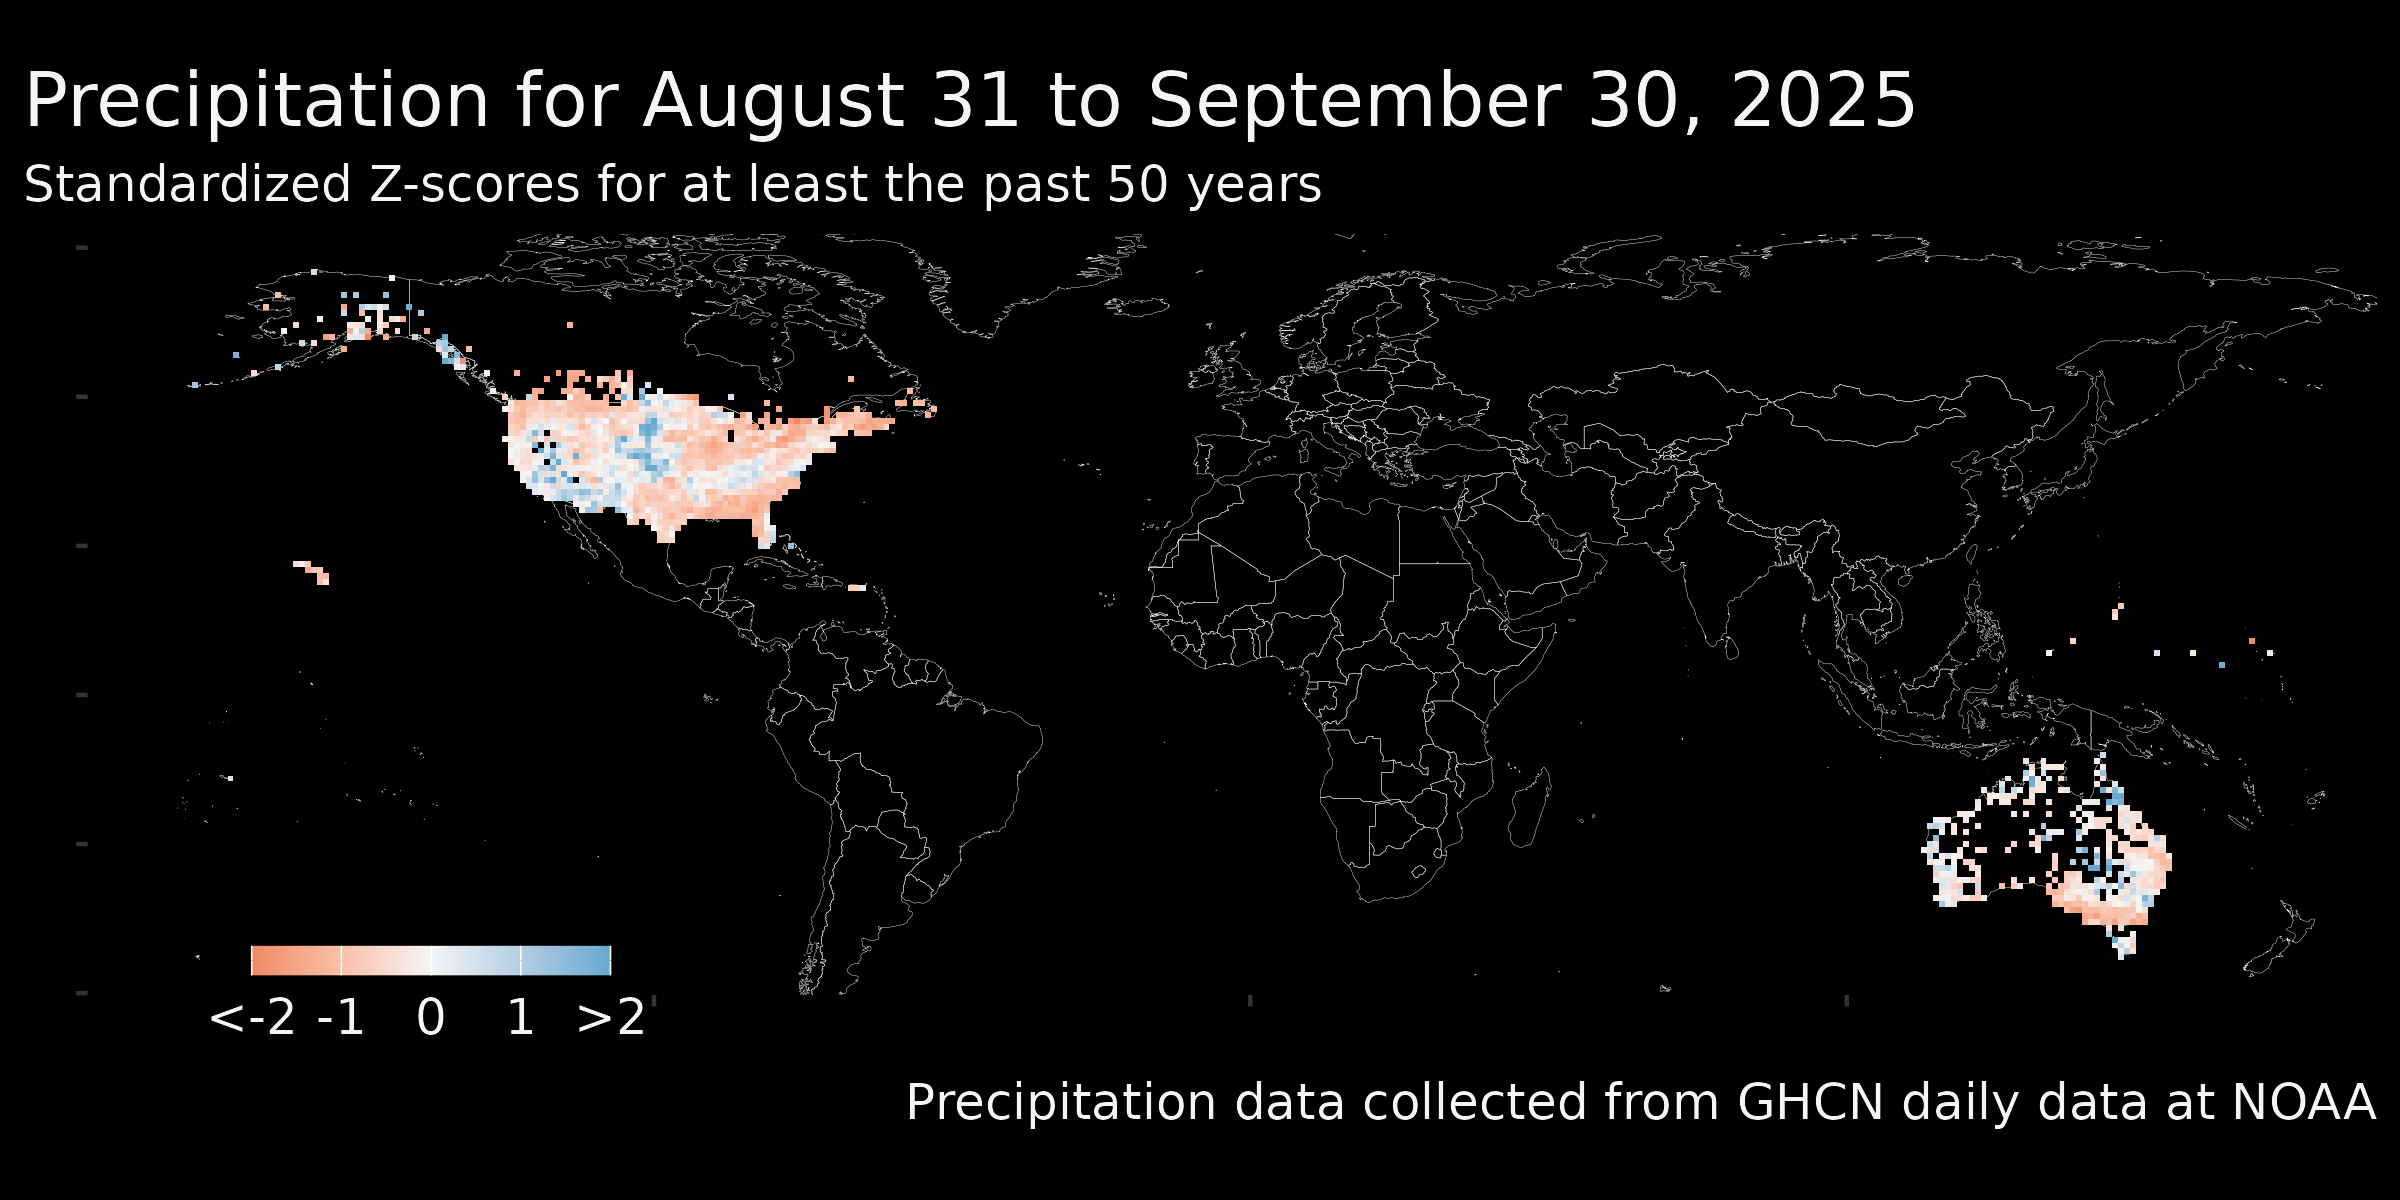 Precipitation for August 31 to September 30, 2025
Standardized Z-scores for at least the past 50 years
<-2 -1 0 1 >2
Precipitation data collected from GHCN daily data at NOAA